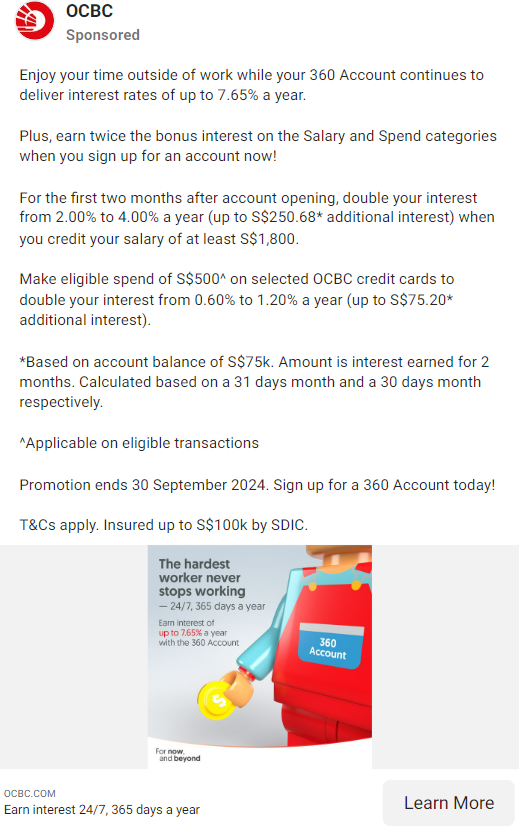 OCBC
Sponsored
Enjoy your time outside of work while your 360 Account continues to
deliver interest rates of up to 7.65% a year.
Plus, earn twice the bonus interest on the Salary and Spend categories
when you sign up for an account now!
For the first two months after account opening, double your interest
from 2.00% to 4.00% a year (up to S$250.68* additional interest) when
you credit your salary of at least S$1,800.
Make eligible spend of S$500^ on selected OCBC credit cards to
double your interest from 0.60% to 1.20% a year (up to S$75.20*
additional interest).
*Based on account balance of S$75k. Amount is interest earned for 2
months. Calculated based on a 31 days month and a 30 days month
respectively.
^Applicable on eligible transactions
Promotion ends 30 September 2024. Sign up for a 360 Account today!
T&Cs apply. Insured up to S$100k by SDIC.
The hardest
worker never
stops working
— 24/7, 365 days a year
Earn interest of
up to 7.65% a year
with the 360 Account
360
Account
$
For now,
and beyond
OCBC.COM
Earn interest 24/7, 365 days a year
Learn More